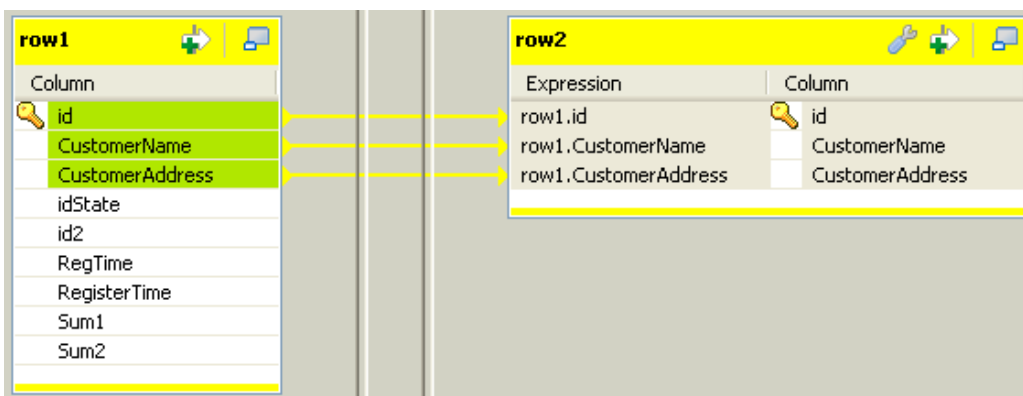 row1
Column
id
CustomerName
CustomerAddress
idState
id2
RegTime
RegisterTime
Sum1
Sum2
row2
Expression Column
row1.id id
row1.CustomerName CustomerName
row1.CustomerAddress CustomerAddress